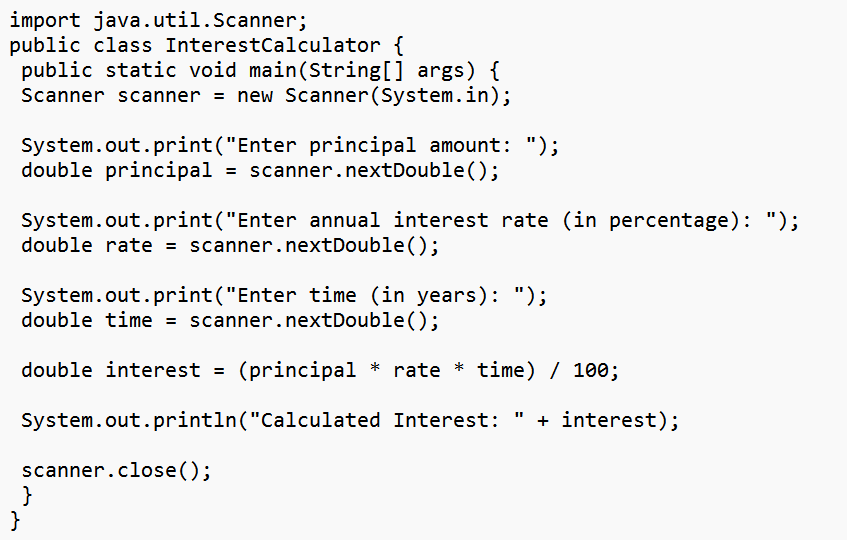 import java.util.Scanner;
public class InterestCalculator {
public static void main(String[] args) {
Scanner scanner = new Scanner(System.in);
System.out.print("Enter principal amount: ");
double principal = scanner.nextDouble();
System.out.print("Enter annual interest rate (in percentage): ");
double rate = scanner.nextDouble();
System.out.print("Enter time (in years): ");
double time = scanner.nextDouble();
double interest = (principal * rate * time) / 100;
System.out.println("Calculated Interest: " + interest);
scanner.close();
}
}